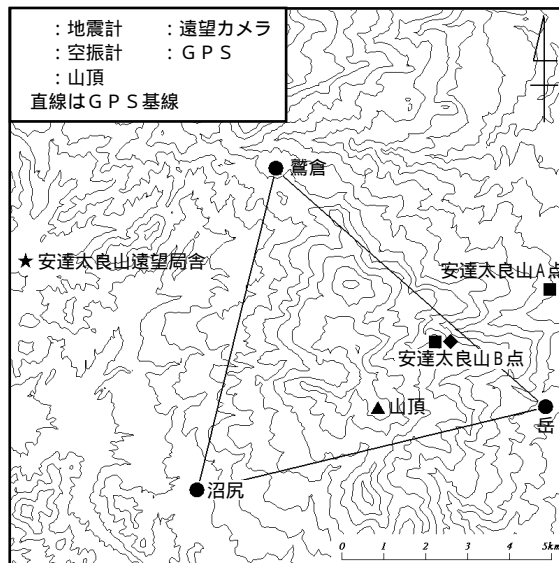 ：地震計　：遠望カメラ
：空振計　：ＧＰＳ
：山頂
直線はＧＰＳ基線
鷲倉
安達太良山遠望局舎
安達太良山A点
安達太良山B点
山頂
岳
沼尻
0 1 2 3 4 5km